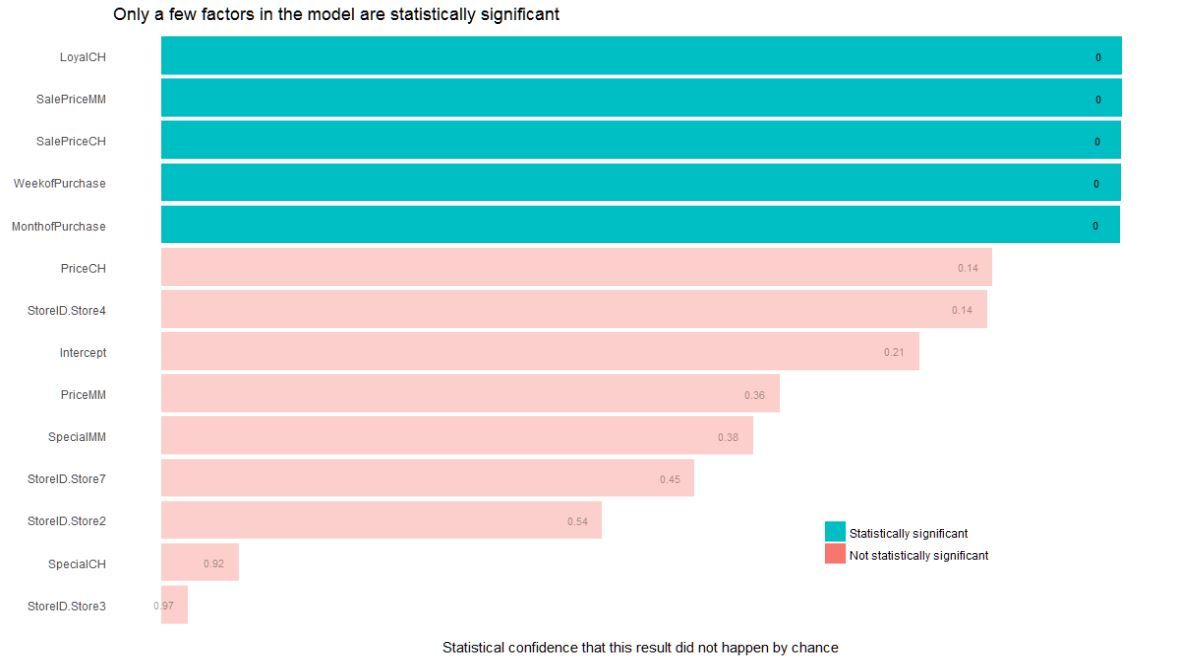 Only a few factors in the model are statistically significant
LoyalCH 0
SalePriceMM 0
SalePriceCH 0
WeekofPurchase 0
MonthofPurchase 0
PriceCH 0.14
StoreID.Store4 0.14
Intercept 0.21
PriceMM 0.36
SpecialMM 0.38
StoreID.Store7 0.45
StoreID.Store2 0.54
Statistically significant
Not statistically significant
SpecialCH 0.92
StoreID.Store3 0.97
Statistical confidence that this result did not happen by chance